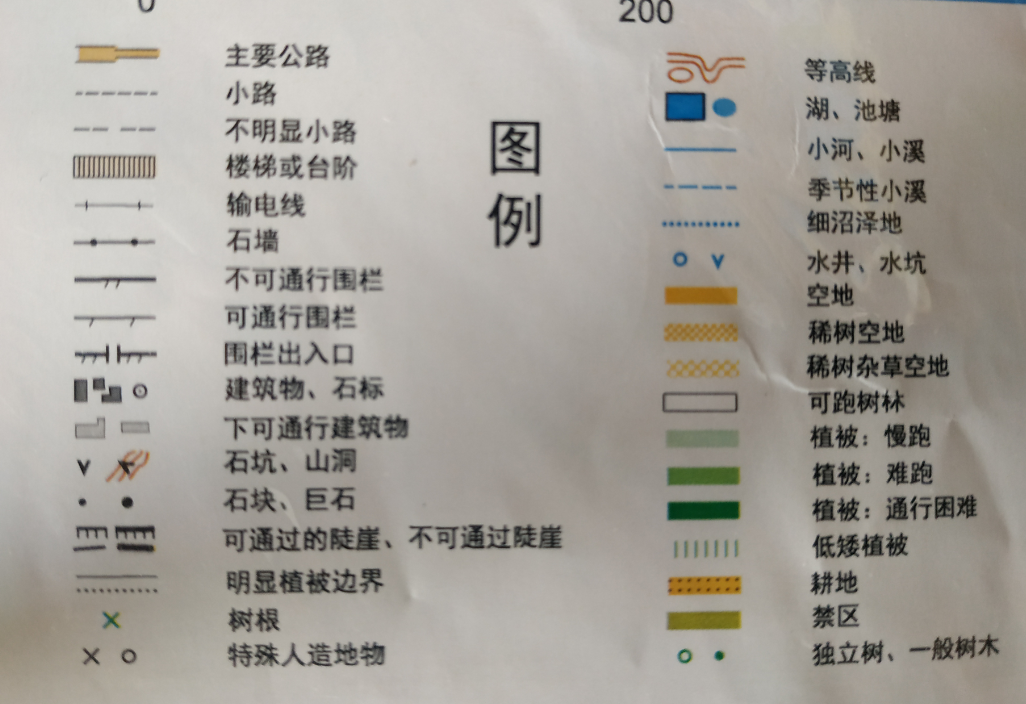 0
200
主要公路
小路
不明显小路
楼梯或台阶
输电线
石墙
不可通行围栏
可通行围栏
围栏出入口
建筑物、石标
下可通行建筑物
石坑、山洞
石块、巨石
可通过的陡崖、不可通过陡崖
明显植被边界
树根
特殊人造地物
图
例
等高线
湖、池塘
小河、小溪
季节性小溪
细沼泽地
水井、水坑
空地
稀树空地
稀树杂草空地
可跑树林
植被：慢跑
植被：难跑
植被：通行困难
低矮植被
耕地
禁区
独立树、一般树木